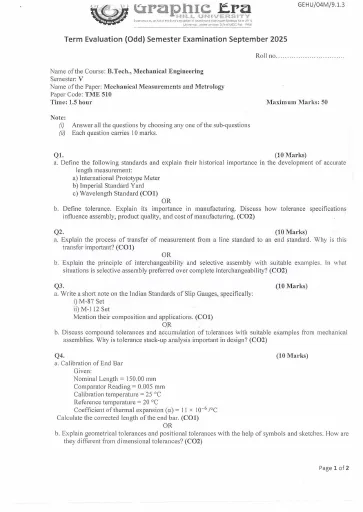 GEHU/04M/9.1.3
Graphic Era
HILL UNIVERSITY
Term Evaluation (Odd) Semester Examination September 2025
Roll no..............................
Name of the Course: B.Tech., Mechanical Engineering
Semester: V
Name of the Paper: Mechanical Measurements and Metrology
Paper Code: TME 510
Time: 1.5 hour Maximum Marks: 50
Note:
(i) Answer all the questions by choosing any one of the sub-questions
(ii) Each question carries 10 marks.
Q1. (10 Marks)
a. Define the following standards and explain their historical importance in the development of accurate
length measurement:
a) International Prototype Meter
b) Imperial Standard Yard
c) Wavelength Standard (CO1)
OR
b. Define tolerance. Explain its importance in manufacturing. Discuss how tolerance specifications
influence assembly, product quality, and cost of manufacturing. (CO2)
Q2. (10 Marks)
a. Explain the process of transfer of measurement from a line standard to an end standard. Why is this
transfer important? (CO1)
OR
b. Explain the principle of interchangeability and selective assembly with suitable examples. In what
situations is selective assembly preferred over complete interchangeability? (CO2)
Q3. (10 Marks)
a. Write a short note on the Indian Standards of Slip Gauges, specifically:
i) M-87 Set
ii) M-112 Set
Mention their composition and applications. (CO1)
OR
b. Discuss compound tolerances and accumulation of tolerances with suitable examples from mechanical
assemblies. Why is tolerance stack-up analysis important in design? (CO2)
Q4. (10 Marks)
a. Calibration of End Bar
Given:
Nominal Length = 150.00 mm
Comparator Reading = 0.005 mm
Calibration temperature = 25 °C
Reference temperature = 20 °C
Coefficient of thermal expansion (α) = 11 × 10⁻⁶ /°C
Calculate the corrected length of the end bar. (CO1)
OR
b. Explain geometrical tolerances and positional tolerances with the help of symbols and sketches. How are
they different from dimensional tolerances? (CO2)
Page 1 of 2